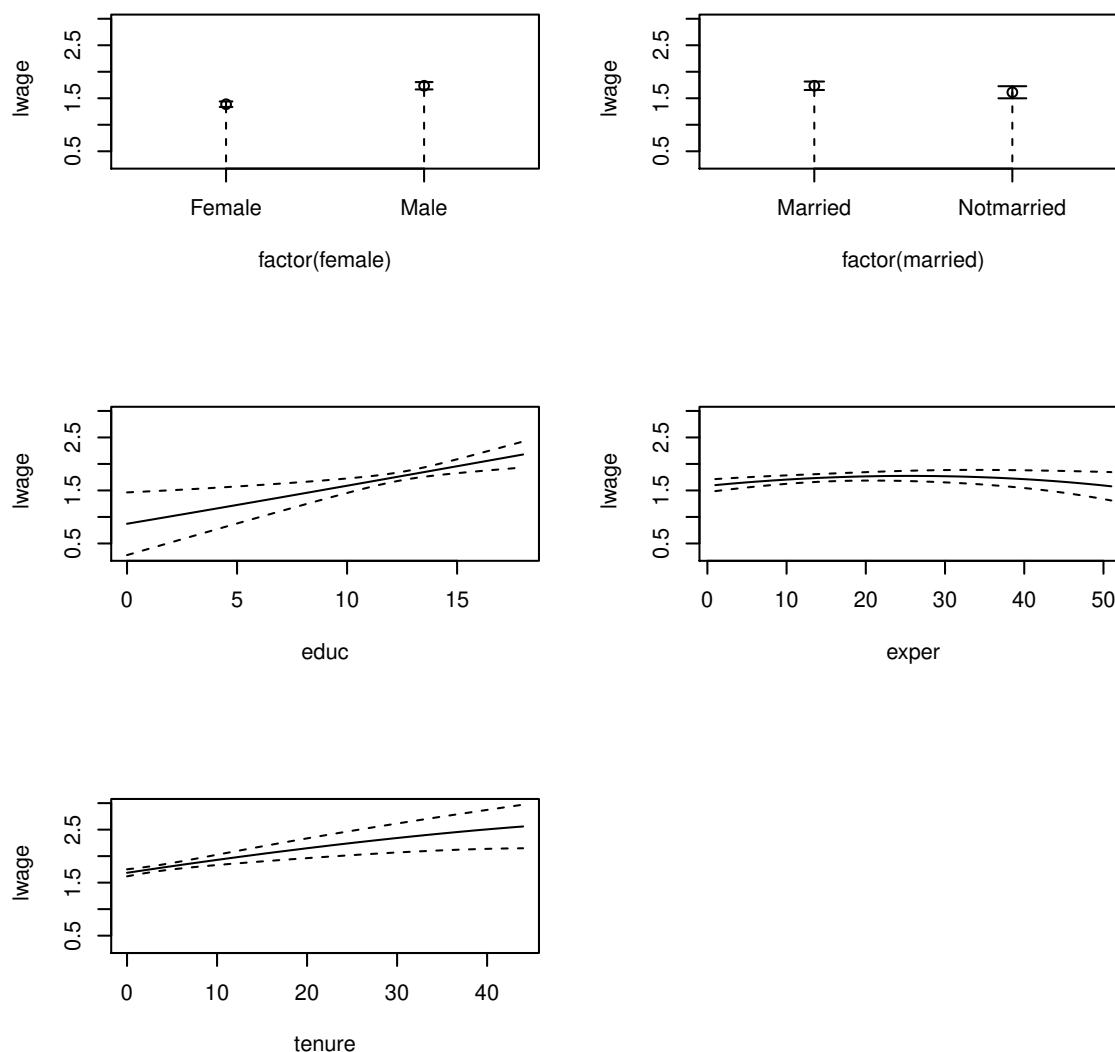 lwage
0.5 1.5 2.5
Female Male
factor(female)
lwage
0.5 1.5 2.5
Married Notmarried
factor(married)
lwage
0.5 1.5 2.5
0 5 10 15
educ
lwage
0.5 1.5 2.5
0 10 20 30 40 50
exper
lwage
0.5 1.5 2.5
0 10 20 30 40
tenure